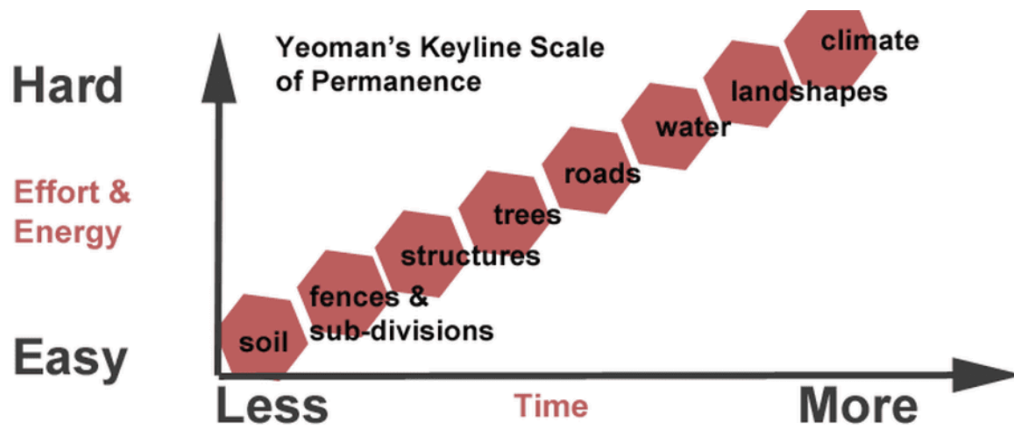 Yeoman's Keyline Scale
of Permanence
Hard
Effort &
Energy
Easy
climate
landshapes
water
roads
trees
structures
fences &
sub-divisions
soil
Less
Time
More